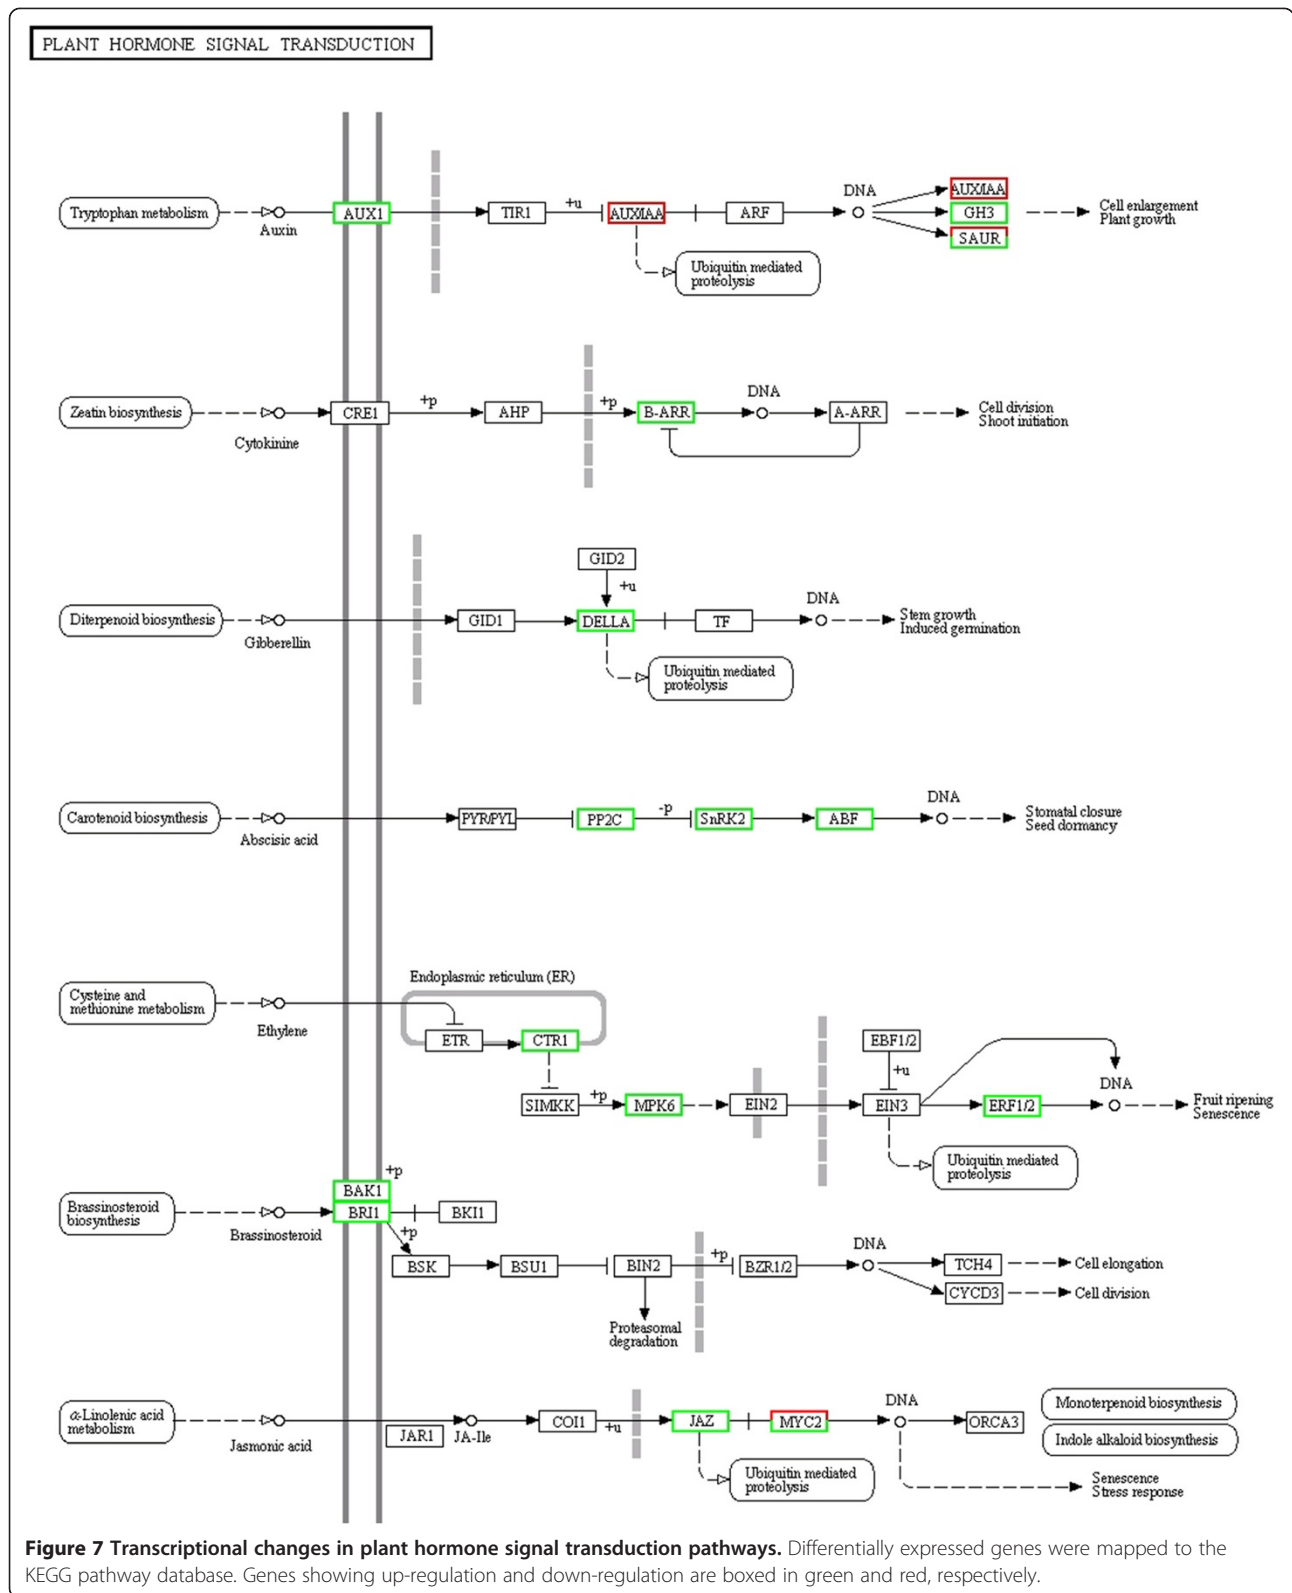 PLANT HORMONE SIGNAL TRANSDUCTION
Tryptophan metabolism
Auxin
AUX1
TIR1
+u
AUX/IAA
ARF
DNA
AUX/IAA
GH3
SAUR
Cell enlargement
Plant growth
Ubiquitin mediated
proteolysis
Zeatin biosynthesis
Cytokinine
CRE1
+p
AHP
+p
B-ARR
DNA
A-ARR
Cell division
Shoot initiation
Diterpenoid biosynthesis
Gibberellin
GID1
GID2
+u
DELLA
TF
DNA
Stem growth
Induced germination
Ubiquitin mediated
proteolysis
Carotenoid biosynthesis
Abscisic acid
PYR/PYL
PP2C
-p
SnRK2
ABF
DNA
Stomatal closure
Seed dormancy
Cysteine and
methionine metabolism
Ethylene
Endoplasmic reticulum (ER)
ETR
CTR1
SIMKK
+p
MPK6
EIN2
EBF1/2
+u
EIN3
ERF1/2
DNA
Fruit ripening
Senescence
Ubiquitin mediated
proteolysis
Brassinosteroid
biosynthesis
Brassinosteroid
+p
BAK1
BRI1
BKI1
+p
BSK
BSU1
BIN2
+p
BZR1/2
DNA
TCH4
Cell elongation
CYCD3
Cell division
Proteasomal
degradation
α-Linolenic acid
metabolism
Jasmonic acid
JAR1
JA-Ile
COI1
+u
JAZ
MYC2
DNA
ORCA3
Monoterpenoid biosynthesis
Indole alkaloid biosynthesis
Ubiquitin mediated
proteolysis
Senescence
Stress response
Figure 7 Transcriptional changes in plant hormone signal transduction pathways. Differentially expressed genes were mapped to the
KEGG pathway database. Genes showing up-regulation and down-regulation are boxed in green and red, respectively.